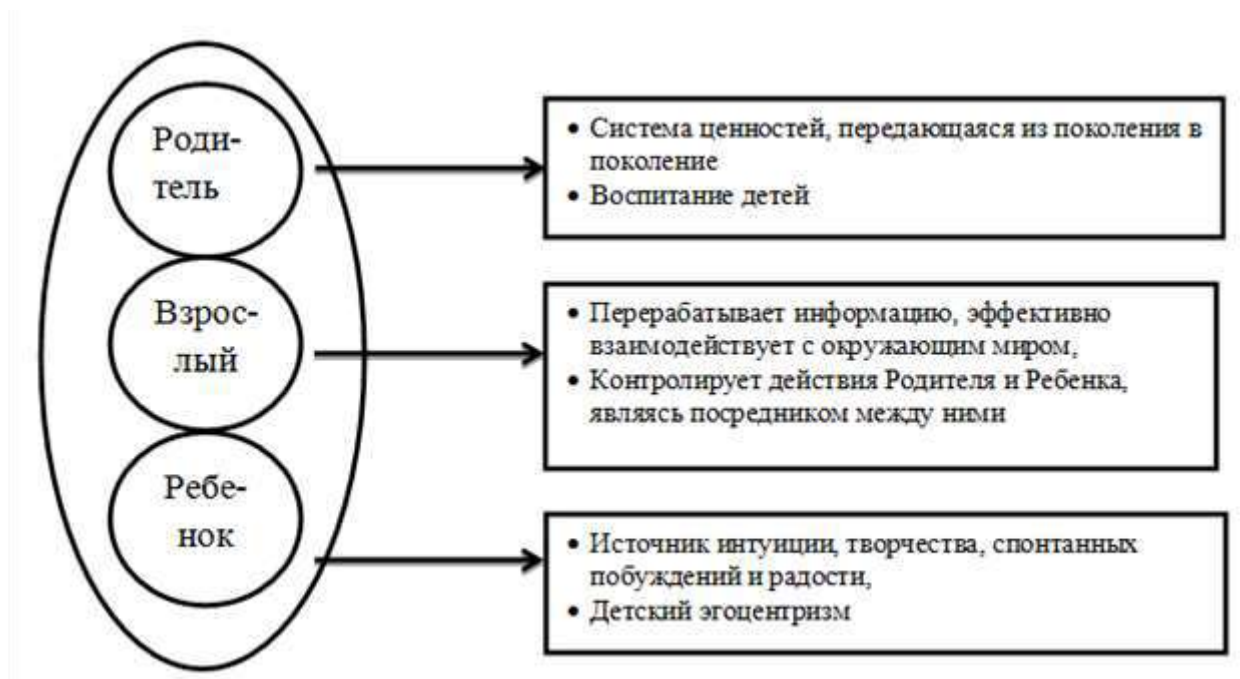 Роди-
тель
• Система ценностей, передающаяся из поколения в
поколение
• Воспитание детей
Взрос-
лый
• Перерабатывает информацию, эффективно
взаимодействует с окружающим миром,
• Контролирует действия Родителя и Ребенка,
являясь посредником между ними
Ребе-
нок
• Источник интуиции, творчества, спонтанных
побуждений и радости,
• Детский эгоцентризм